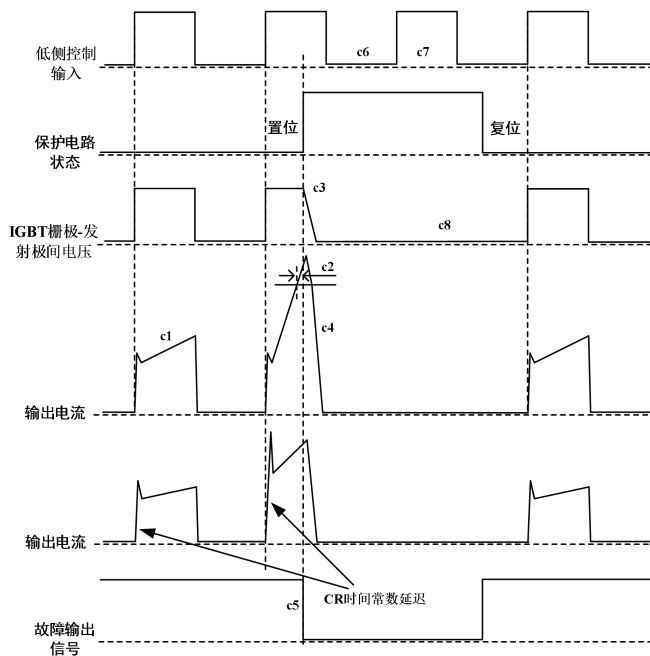 低侧控制
输入
c6
c7
保护电路
状态
置位
复位
IGBT栅极-发
射极间电压
c3
c8
c2
c1
c4
输出电流
输出电流
CR时间常数延迟
c5
故障输出
信号